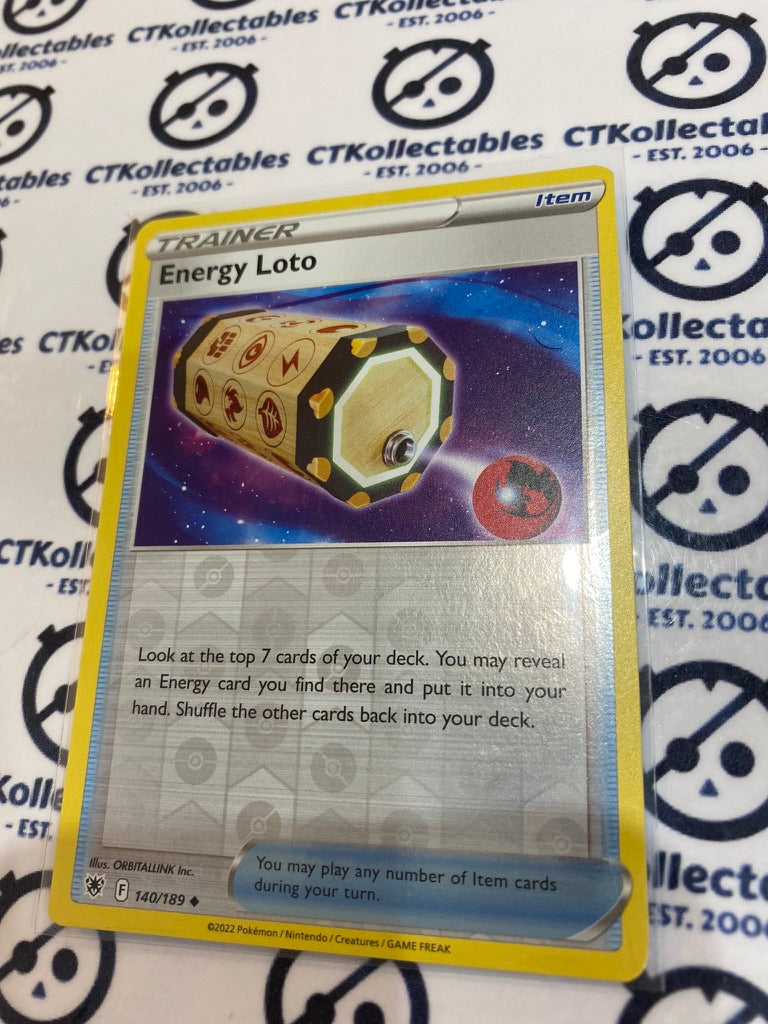 CTKollectables
- EST. 2006 -
CTKollectables
- EST. 2006 -
CTKollectables
- EST. 2006 -
TRAINER
Item
Energy Loto
Look at the top 7 cards of your deck. You may reveal
an Energy card you find there and put it into your
hand. Shuffle the other cards back into your deck.
Illus. ORBITALLINK Inc.
F
140/189
You may play any number of Item cards
during your turn.
©2022 Pokémon / Nintendo / Creatures / GAME FREAK